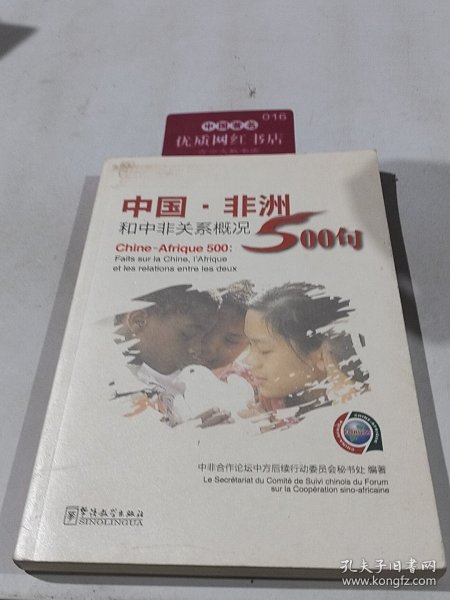 016
中国著名
优质网红书店
中国·非洲
和中非关系概况
500句
Chine-Afrique 500:
Faits sur la Chine, l'Afrique
et les relations entre les deux
中非合作论坛中方后续行动委员会秘书处 编著
Le Secrétariat du Comité de Suivi chinois du Forum
sur la Coopération sino-africaine
华语教学出版社
SINOLINGUA
孔夫子旧书网
www.kongfz.com